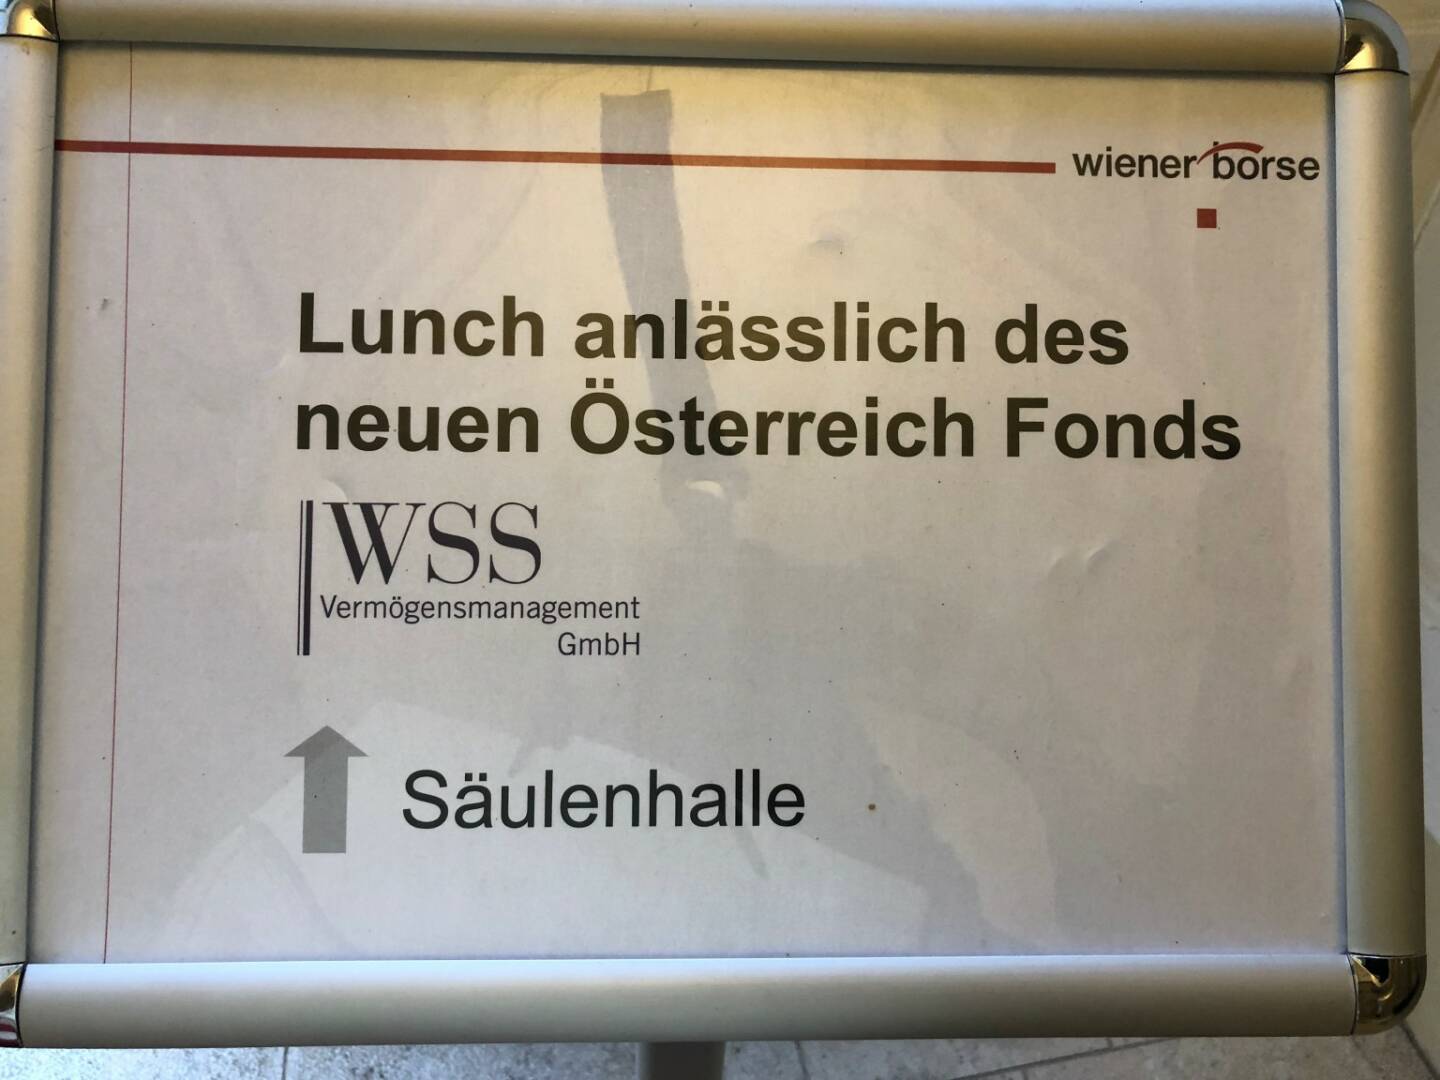 wiener börse
Lunch anlässlich des
neuen Österreich Fonds
WSS
Vermögensmanagement
GmbH
Säulenhalle